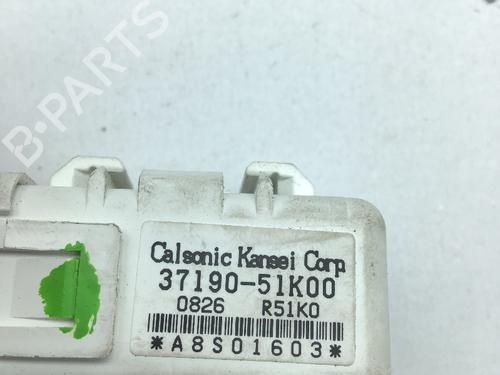 B-PARTS
Calsonic Kansei Corp
37190-51K00
0826 R51K0
*A8S01603*